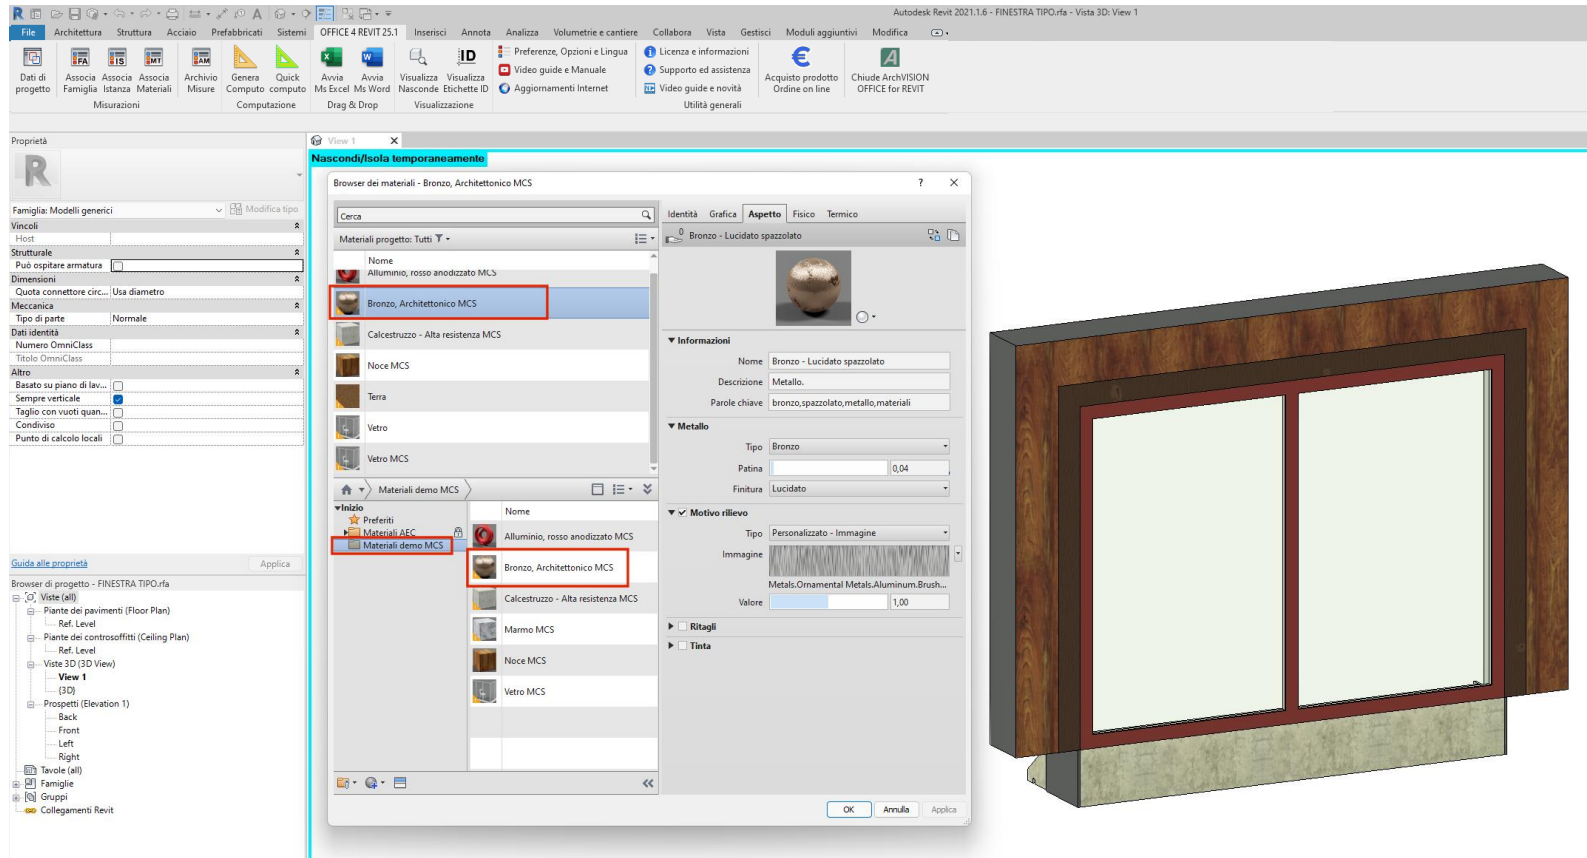 Autodesk Revit 2021.1.6 - FINESTRA TIPO.rfa - Vista 3D: View 1
File Architettura Struttura Acciaio Prefabbricati Sistemi OFFICE 4 REVIT 25.1 Inserisci Annota Analizza Volumetrie e cantiere Collabora Vista Gestisci Moduli aggiuntivi Modifica
Dati di progetto
Associa Famiglia
Associa Istanza
Associa Materiali
Archivio Misure
Genera Computo
Quick computo
Avvia Ms Excel
Avvia Ms Word
Visualizza Nasconde
Visualizza Etichette ID
Preferenze, Opzioni e Lingua
Video guide e Manuale
Aggiornamenti Internet
Licenza e informazioni
Supporto ed assistenza
Video guide e novità
Acquisto prodotto
Ordine on line
Chiude ArchVISION
OFFICE for REVIT
Misurazioni Computazione Drag & Drop Visualizzazione Utilità generali
Proprietà
View 1
Nascondi/Isola temporaneamente
Famiglia: Modelli generici Modifica tipo
Vincoli
Host
Strutturale
Può ospitare armatura
Dimensioni
Quota connettore circ... Usa diametro
Meccanica
Tipo di parte Normale
Dati identità
Numero OmniClass
Titolo OmniClass
Altro
Basato su piano di lav...
Sempre verticale
Taglio con vuoti quan...
Condiviso
Punto di calcolo locali
Guida alle proprietà Applica
Browser di progetto - FINESTRA TIPO.rfa
Viste (all)
Piante dei pavimenti (Floor Plan)
Ref. Level
Piante dei controsoffitti (Ceiling Plan)
Ref. Level
Viste 3D (3D View)
View 1
{3D}
Prospetti (Elevation 1)
Back
Front
Left
Right
Tavole (all)
Famiglie
Gruppi
Collegamenti Revit
Browser dei materiali - Bronzo, Architettonico MCS ?
Cerca
Materiali progetto: Tutti
Nome
Alluminio, rosso anodizzato MCS
Bronzo, Architettonico MCS
Calcestruzzo - Alta resistenza MCS
Noce MCS
Terra
Vetro
Vetro MCS
Materiali demo MCS
Inizio
Preferiti
Materiali AEC
Materiali demo MCS
Nome
Alluminio, rosso anodizzato MCS
Bronzo, Architettonico MCS
Calcestruzzo - Alta resistenza MCS
Marmo MCS
Noce MCS
Vetro MCS
Identità Grafica Aspetto Fisico Termico
0 Bronzo - Lucidato spazzolato
Informazioni
Nome Bronzo - Lucidato spazzolato
Descrizione Metallo.
Parole chiave bronzo,spazzolato,metallo,materiali
Metallo
Tipo Bronzo
Patina 0,04
Finitura Lucidato
Motivo rilievo
Tipo Personalizzato - Immagine
Immagine
Metals.Ornamental Metals.Aluminum.Brush...
Valore 1,00
Ritagli
Tinta
OK Annulla Applica